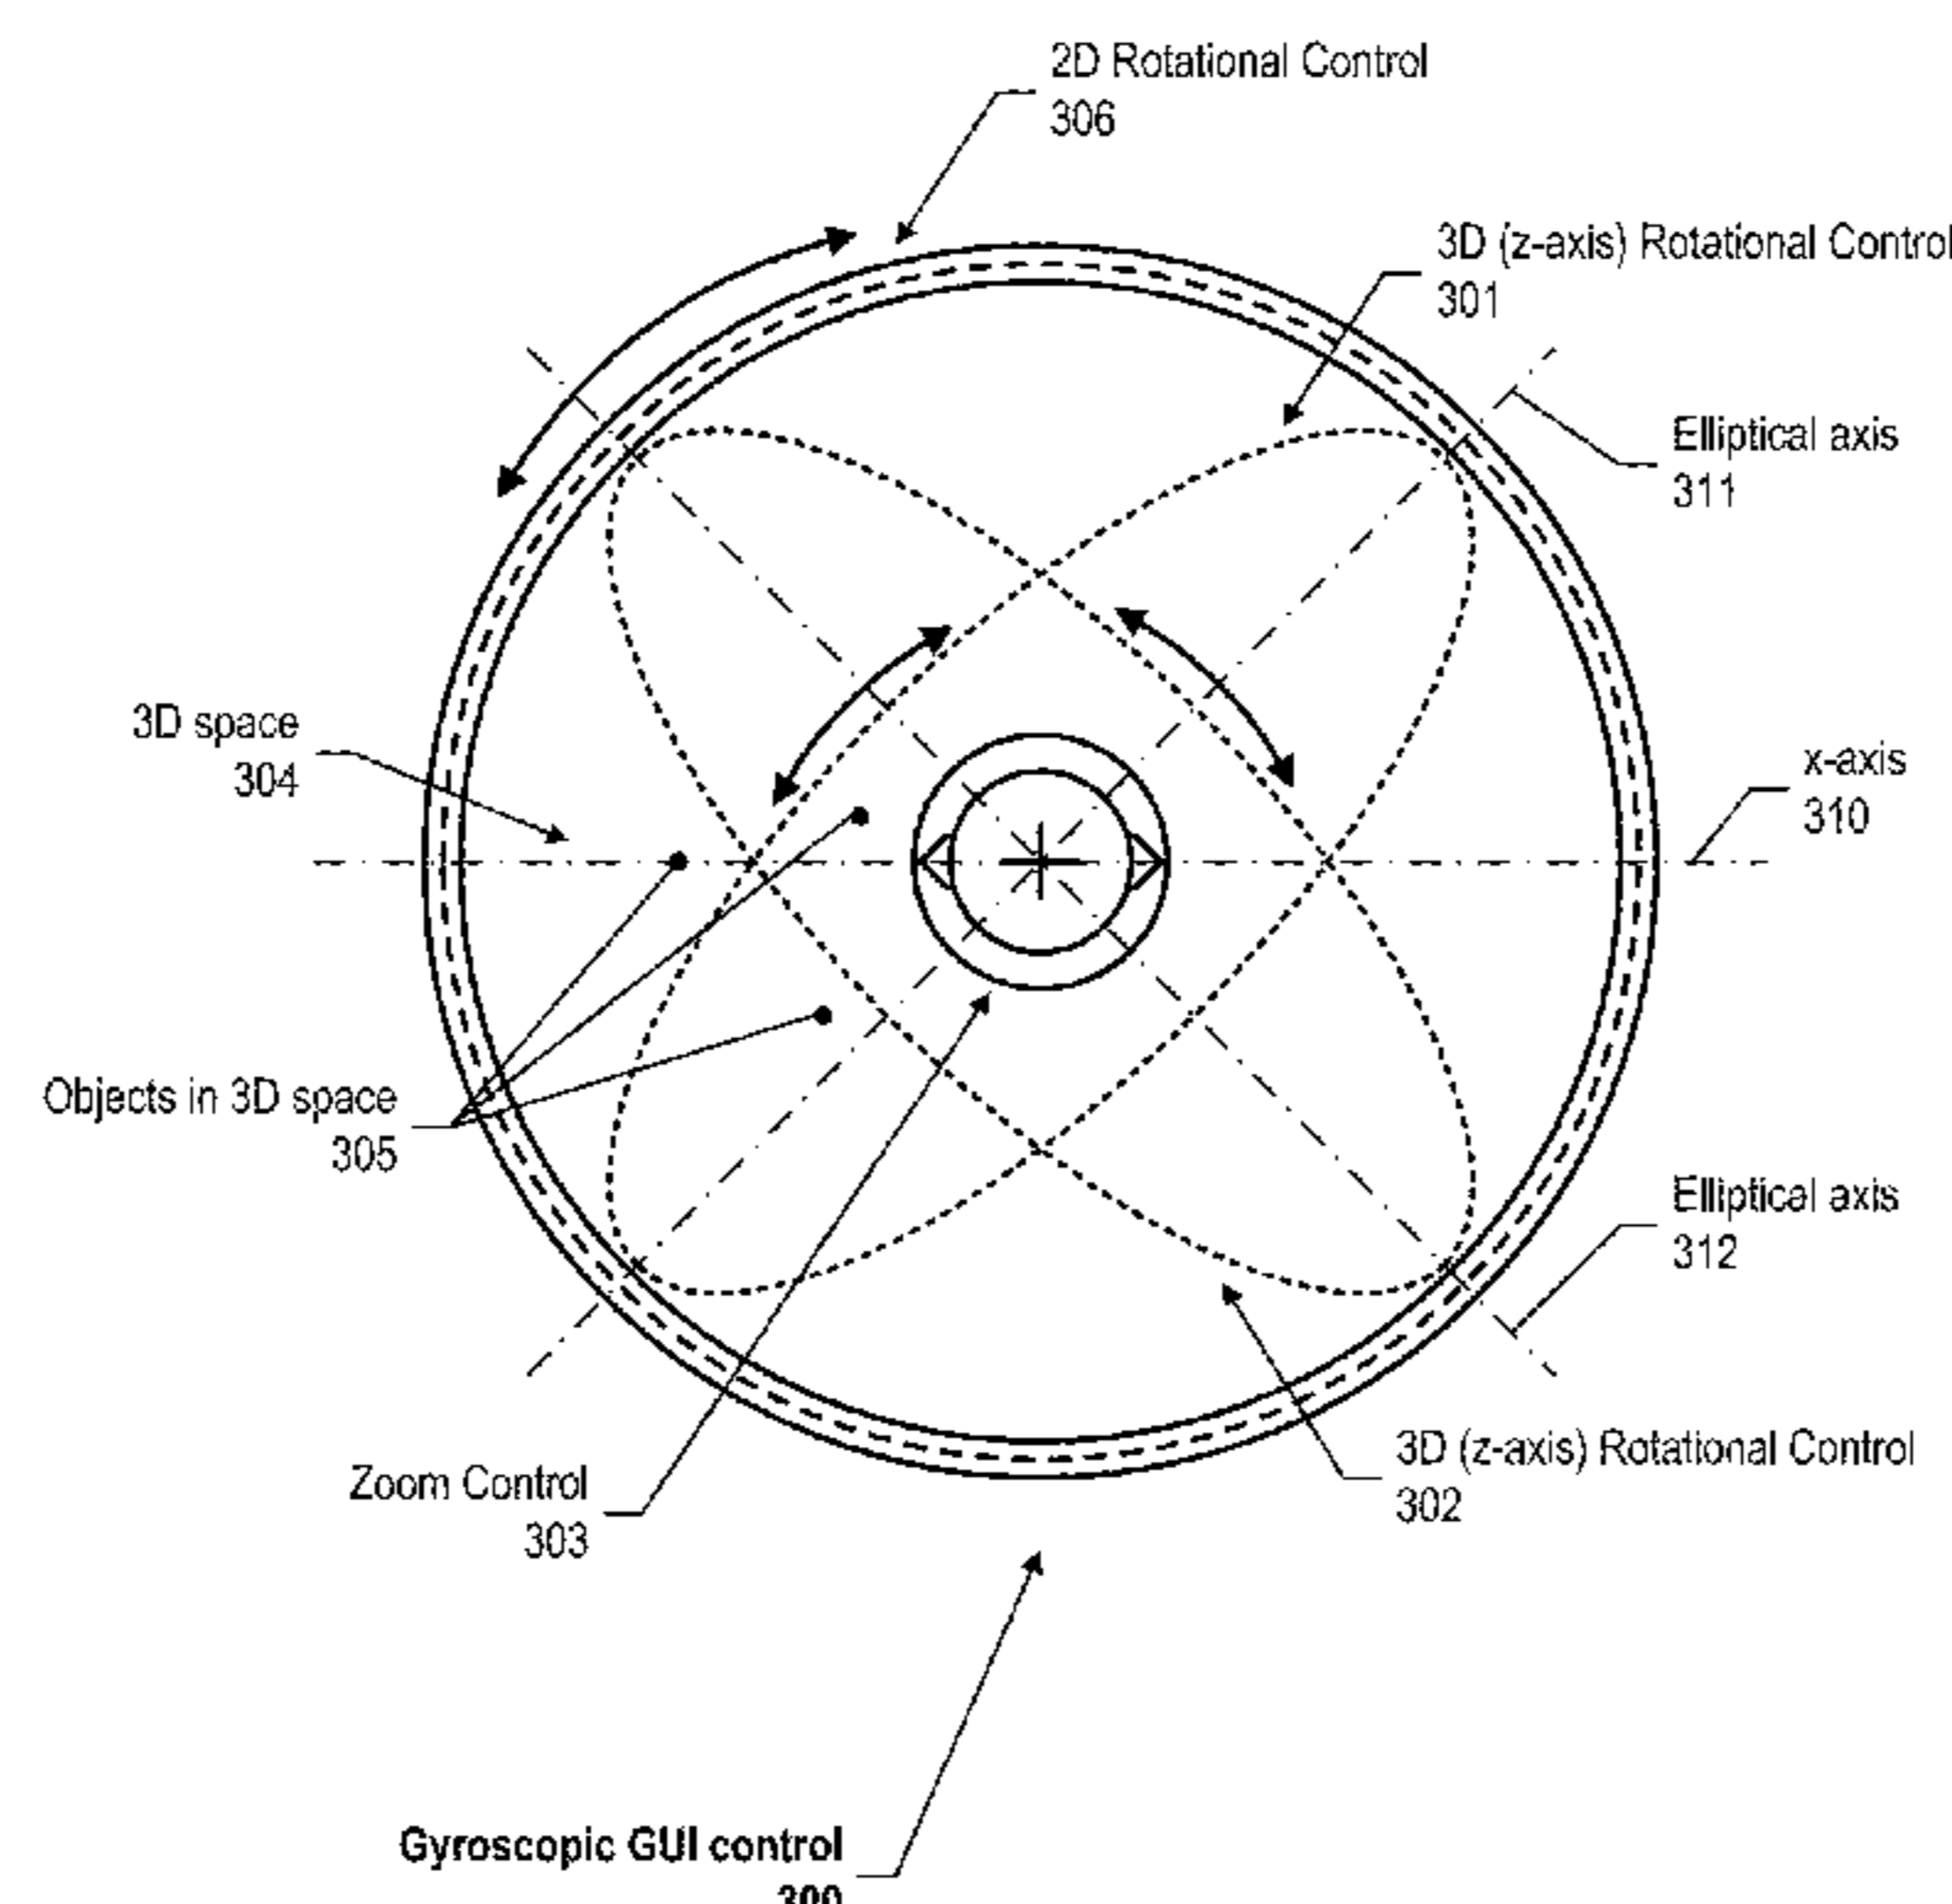 2D Rotational Control
306
3D (z-axis) Rotational Control
301
Elliptical axis
311
3D space
304
x-axis
310
Objects in 3D space
305
Elliptical axis
312
3D (z-axis) Rotational Control
302
Zoom Control
303
Gyroscopic GUI control
300